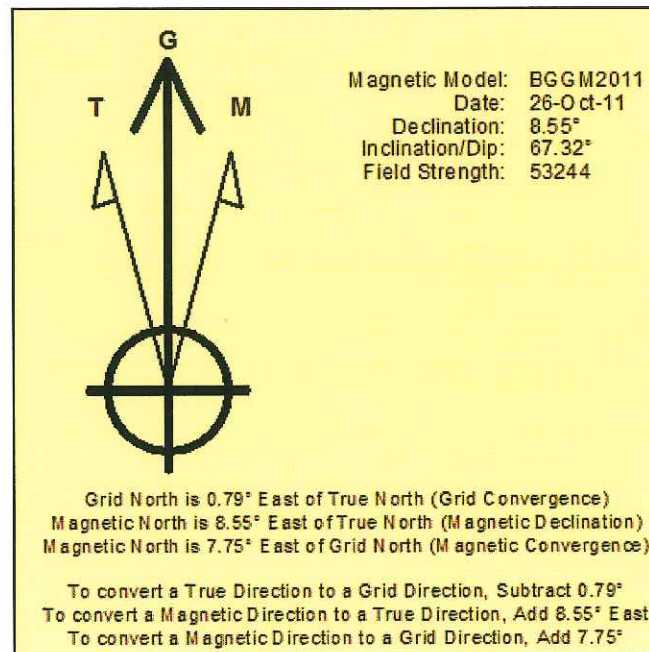 G
T M
Magnetic Model: BGGM2011
Date: 26-Oct-11
Declination: 8.55°
Inclination/Dip: 67.32°
Field Strength: 53244
Grid North is 0.79° East of True North (Grid Convergence)
Magnetic North is 8.55° East of True North (Magnetic Declination)
Magnetic North is 7.75° East of Grid North (Magnetic Convergence)
To convert a True Direction to a Grid Direction, Subtract 0.79°
To convert a Magnetic Direction to a True Direction, Add 8.55° East
To convert a Magnetic Direction to a Grid Direction, Add 7.75°